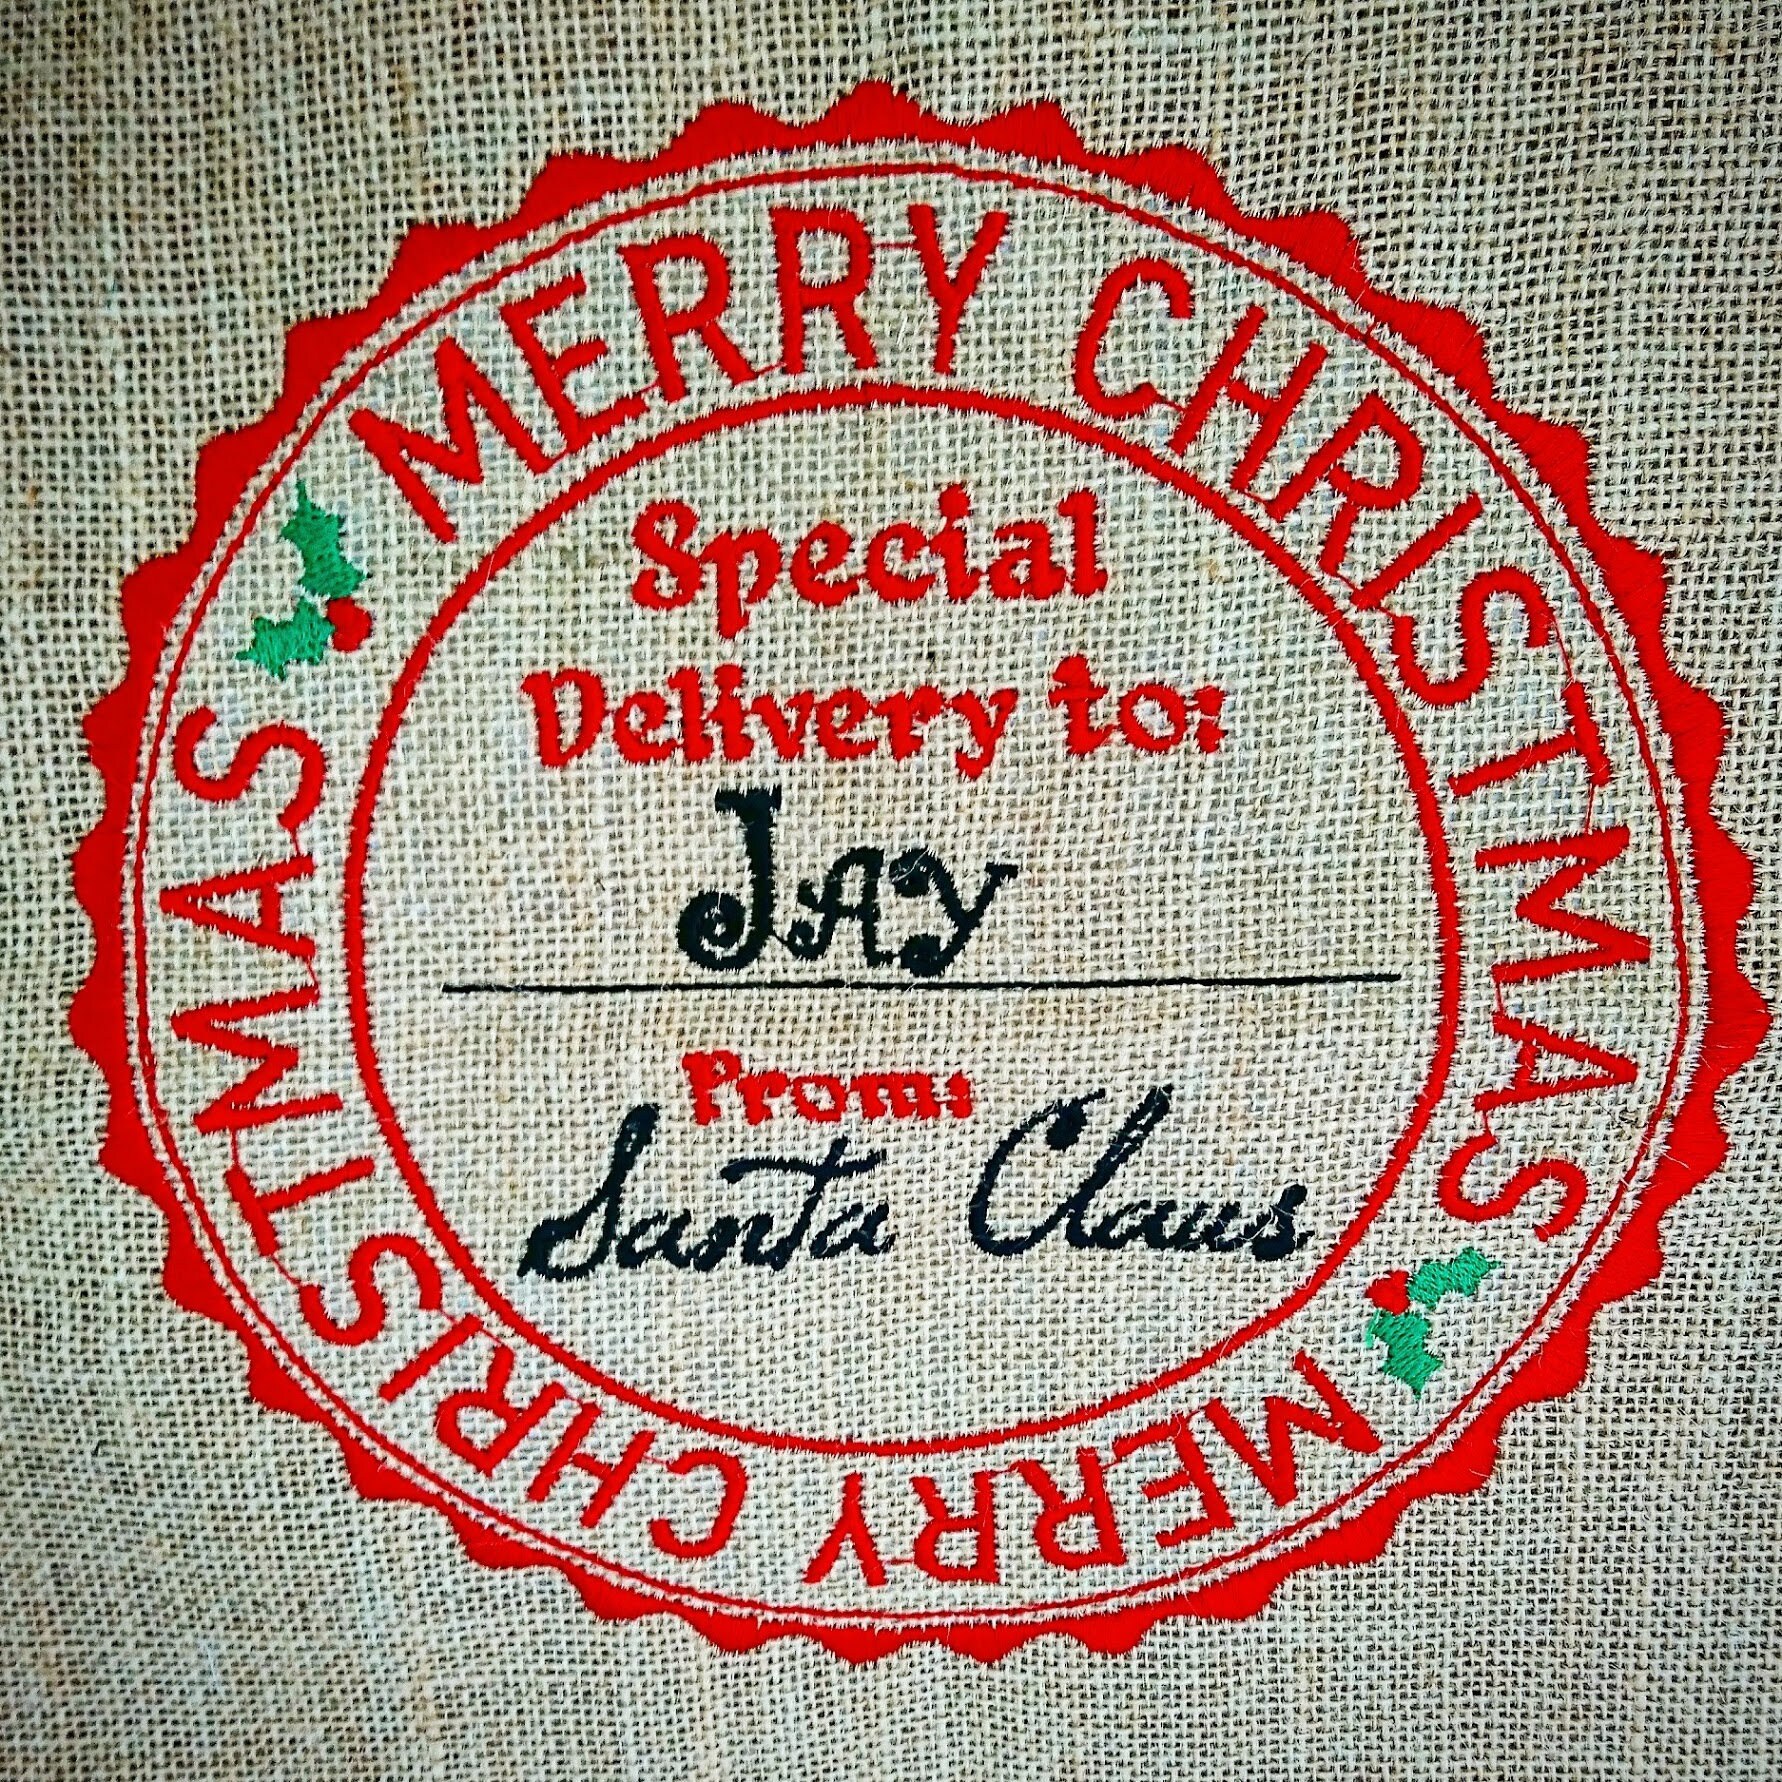 MERRY CHRISTMAS
Special
Delivery to:
Jay
From:
Santa Claus
MERRY CHRISTMAS